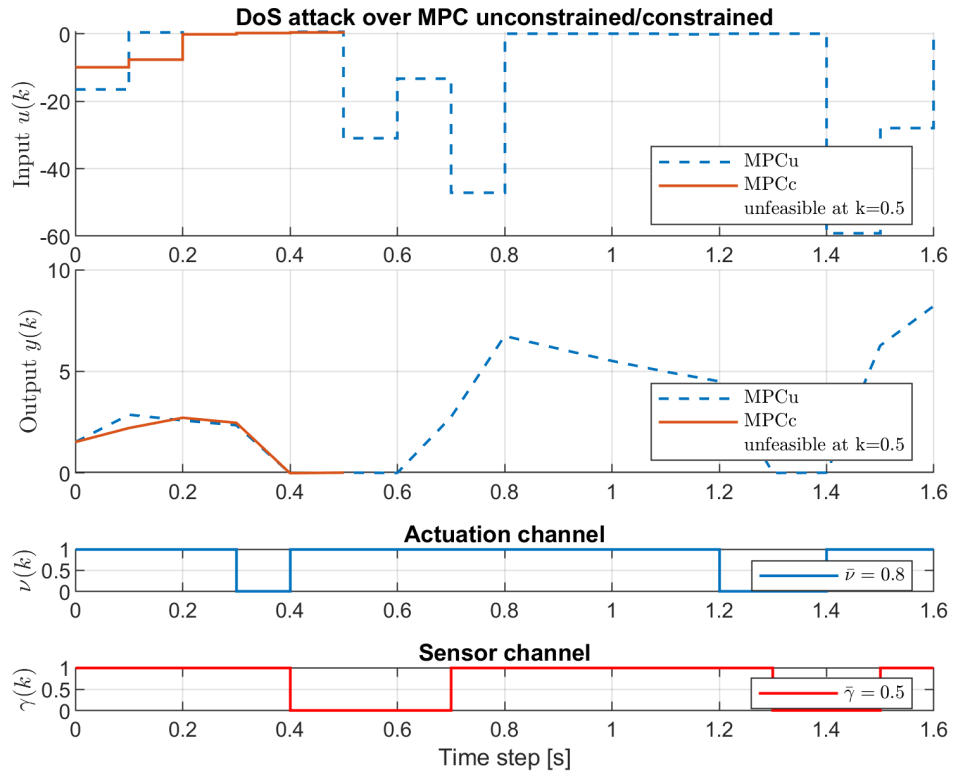 DoS attack over MPC unconstrained/constrained
Input u(k)
0
-20
-40
-60
MPCu
MPCc
unfeasible at k=0.5
0 0.2 0.4 0.6 0.8 1 1.2 1.4 1.6
Output y(k)
10
5
0
MPCu
MPCc
unfeasible at k=0.5
0 0.2 0.4 0.6 0.8 1 1.2 1.4 1.6
Actuation channel
ν(k)
1
0.5
0
ν̄ = 0.8
0 0.2 0.4 0.6 0.8 1 1.2 1.4 1.6
Sensor channel
γ(k)
1
0.5
0
γ̄ = 0.5
0 0.2 0.4 0.6 0.8 1 1.2 1.4 1.6
Time step [s]